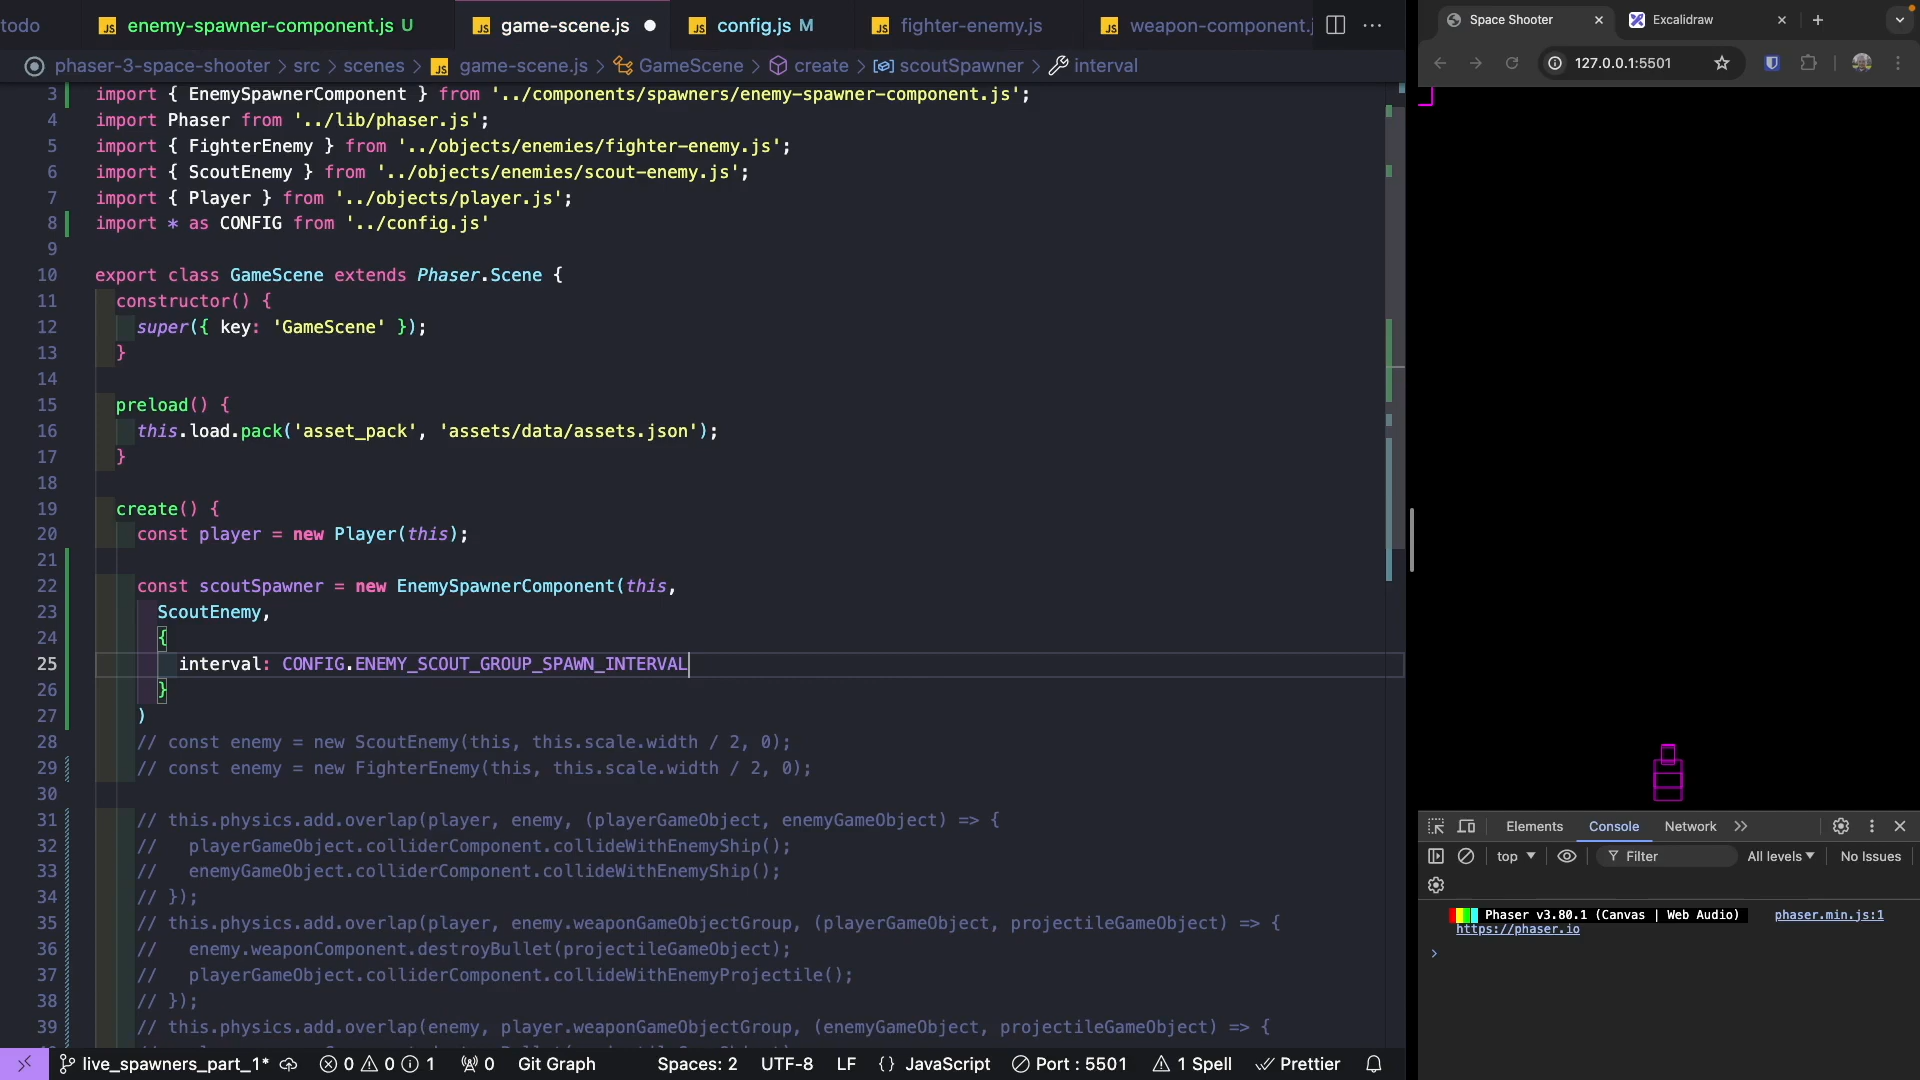 todo
JS enemy-spawner-component.js U
JS game-scene.js
JS config.js M
JS fighter-enemy.js
JS weapon-component.j
phaser-3-space-shooter > src > scenes > JS game-scene.js > GameScene > create > scoutSpawner > interval
3 import { EnemySpawnerComponent } from '../components/spawners/enemy-spawner-component.js';
4 import Phaser from '../lib/phaser.js';
5 import { FighterEnemy } from '../objects/enemies/fighter-enemy.js';
6 import { ScoutEnemy } from '../objects/enemies/scout-enemy.js';
7 import { Player } from '../objects/player.js';
8 import * as CONFIG from '../config.js'
9
10 export class GameScene extends Phaser.Scene {
11 constructor() {
12 super({ key: 'GameScene' });
13 }
14
15 preload() {
16 this.load.pack('asset_pack', 'assets/data/assets.json');
17 }
18
19 create() {
20 const player = new Player(this);
21
22 const scoutSpawner = new EnemySpawnerComponent(this,
23 ScoutEnemy,
24 {
25 interval: CONFIG.ENEMY_SCOUT_GROUP_SPAWN_INTERVAL
26 }
27 )
28 // const enemy = new ScoutEnemy(this, this.scale.width / 2, 0);
29 // const enemy = new FighterEnemy(this, this.scale.width / 2, 0);
30
31 // this.physics.add.overlap(player, enemy, (playerGameObject, enemyGameObject) => {
32 // playerGameObject.colliderComponent.collideWithEnemyShip();
33 // enemyGameObject.colliderComponent.collideWithEnemyShip();
34 // });
35 // this.physics.add.overlap(player, enemy.weaponGameObjectGroup, (playerGameObject, projectileGameObject) => {
36 // enemy.weaponComponent.destroyBullet(projectileGameObject);
37 // playerGameObject.colliderComponent.collideWithEnemyProjectile();
38 // });
39 // this.physics.add.overlap(enemy, player.weaponGameObjectGroup, (enemyGameObject, projectileGameObject) => {
live_spawners_part_1* 0 0 1 0 Git Graph Spaces: 2 UTF-8 LF {} JavaScript Port : 5501 1 Spell Prettier
Space Shooter
Excalidraw
127.0.0.1:5501
Elements Console Network
top Filter All levels No Issues
Phaser v3.80.1 (Canvas | Web Audio) phaser.min.js:1
https://phaser.io